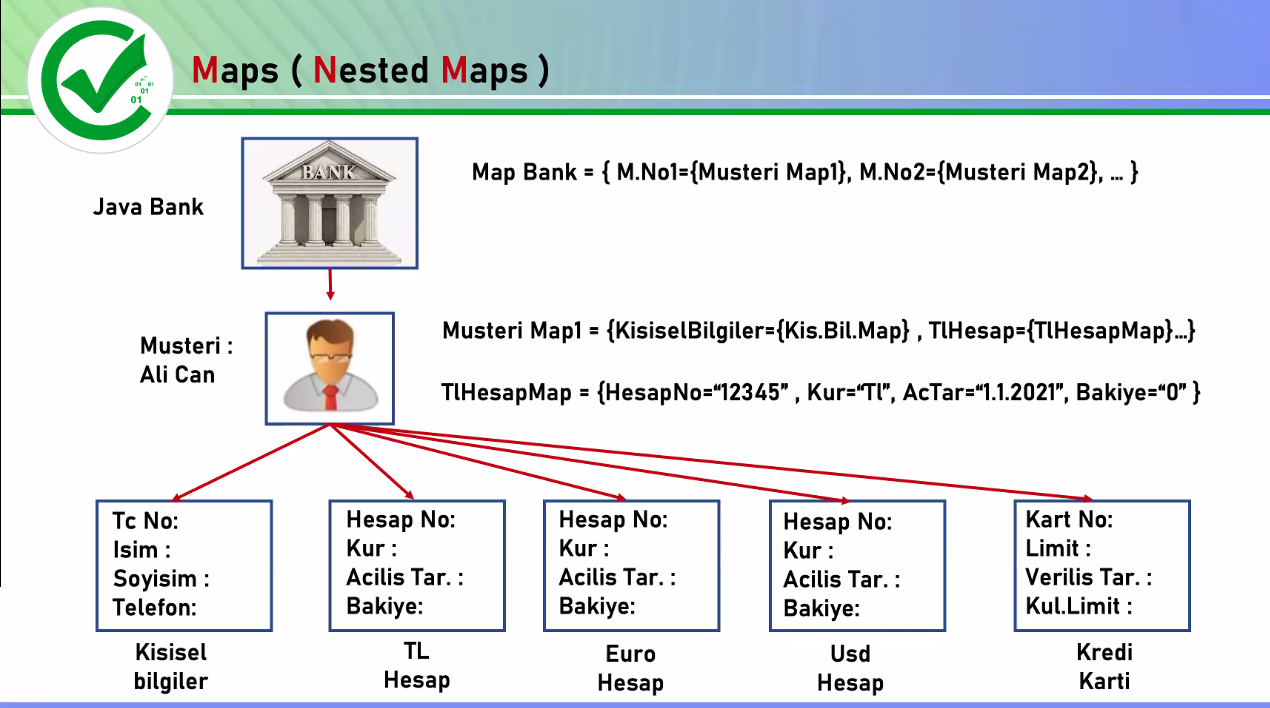 Maps ( Nested Maps )
01
01
01
01
BANK
Java Bank
Map Bank = { M.No1={Musteri Map1}, M.No2={Musteri Map2}, … }
Musteri :
Ali Can
Musteri Map1 = {KisiselBilgiler={Kis.Bil.Map} , TlHesap={TlHesapMap}…}
TlHesapMap = {HesapNo=“12345” , Kur=“Tl”, AcTar=“1.1.2021”, Bakiye=“0” }
Tc No:
Isim :
Soyisim :
Telefon:
Kisisel
bilgiler
Hesap No:
Kur :
Acilis Tar. :
Bakiye:
TL
Hesap
Hesap No:
Kur :
Acilis Tar. :
Bakiye:
Euro
Hesap
Hesap No:
Kur :
Acilis Tar. :
Bakiye:
Usd
Hesap
Kart No:
Limit :
Verilis Tar. :
Kul.Limit :
Kredi
Karti